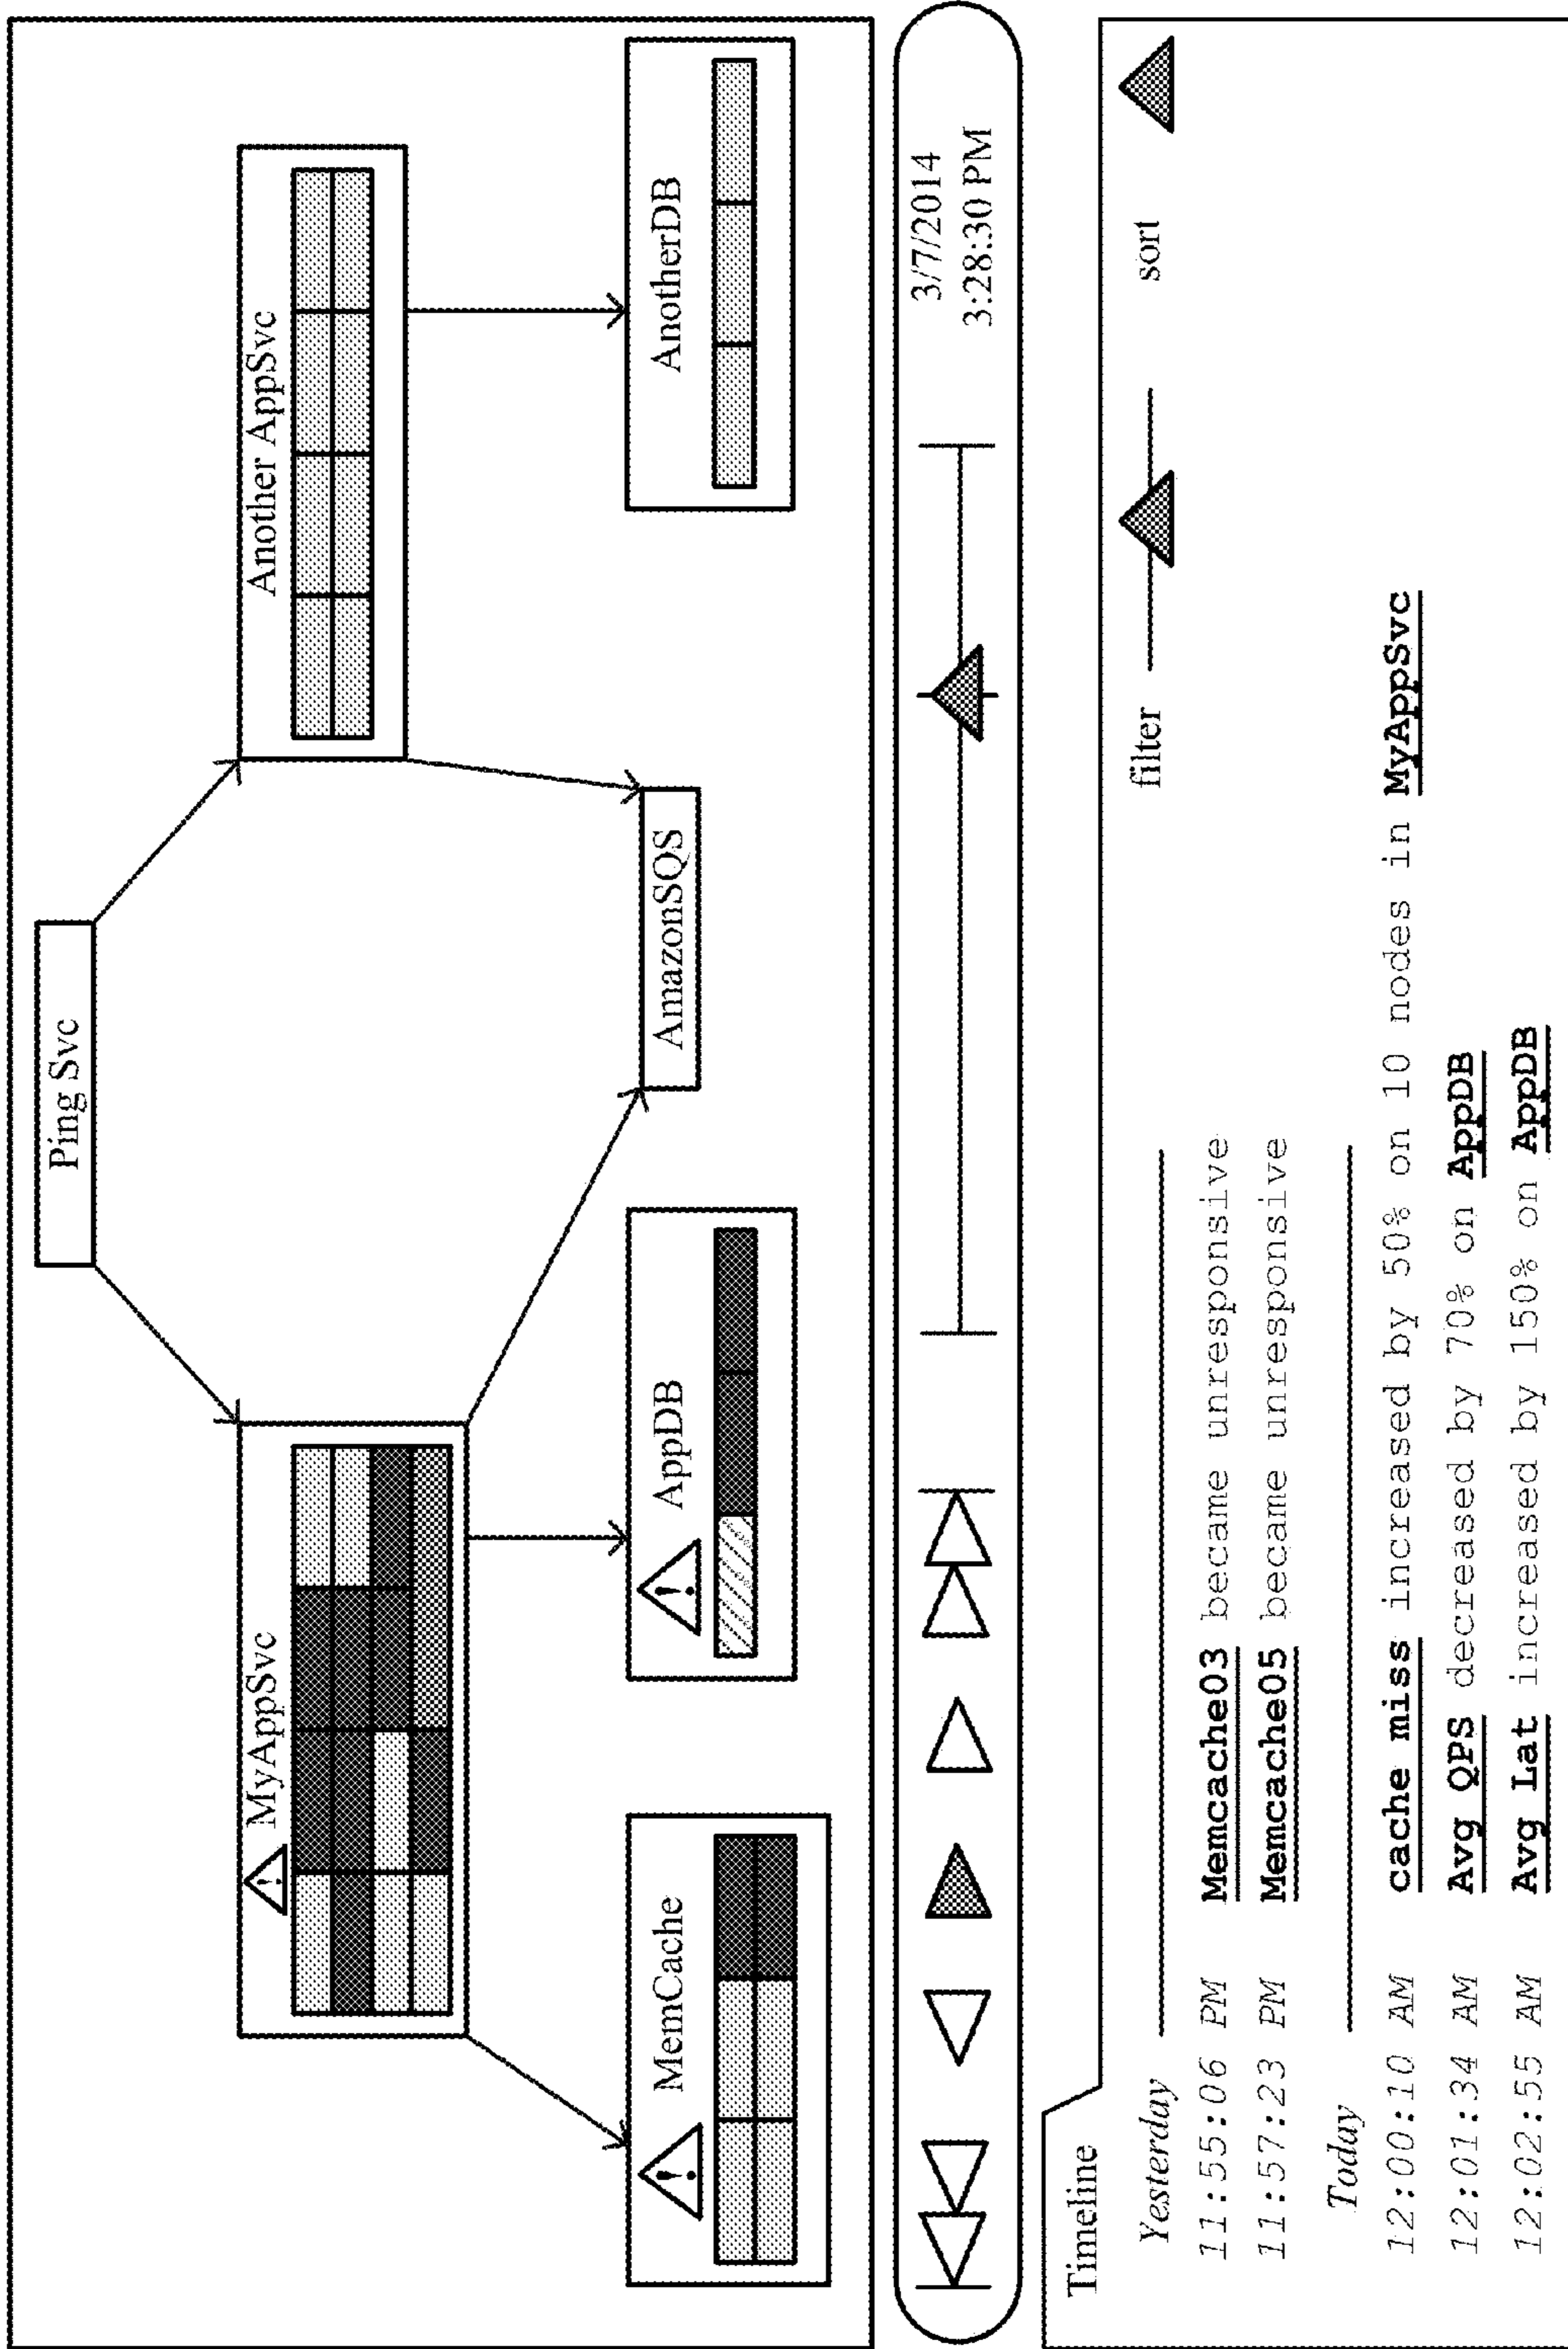 Ping Svc
MyAppSvc
Another AppSvc
MemCache
AppDB
AmazonSQS
AnotherDB
3/7/2014
3:28:30 PM
Timeline
filter
sort
Yesterday
11:55:06 PM Memcache03 became unresponsive
11:57:23 PM Memcache05 became unresponsive
Today
12:00:10 AM cache miss increased by 50% on 10 nodes in MyAppSvc
12:01:34 AM Avg QPS decreased by 70% on AppDB
12:02:55 AM Avg Lat increased by 150% on AppDB